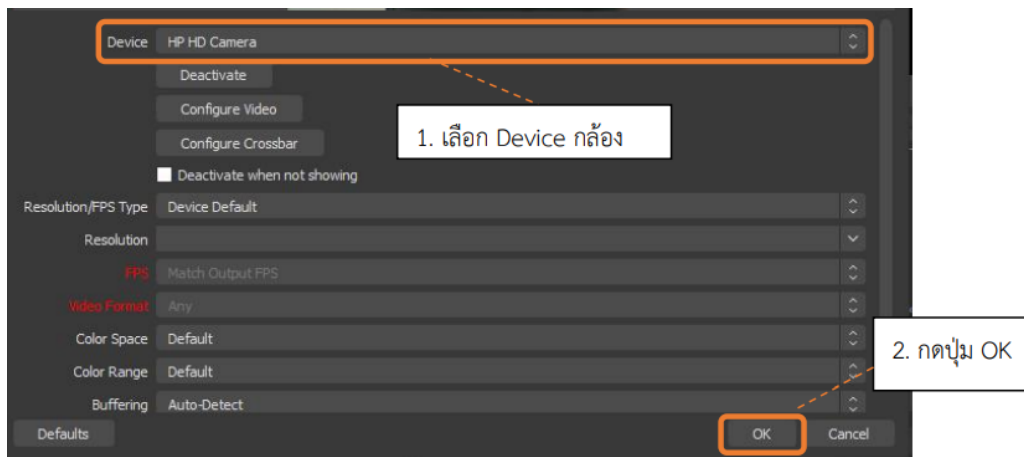 Device HP HD Camera
Deactivate
Configure Video
1. เลือก Device กล้อง
Configure Crossbar
Deactivate when not showing
Resolution/FPS Type Device Default
Resolution
FPS Match Output FPS
Video Format Any
Color Space Default
2. กดปุ่ม OK
Color Range Default
Buffering Auto-Detect
Defaults OK Cancel